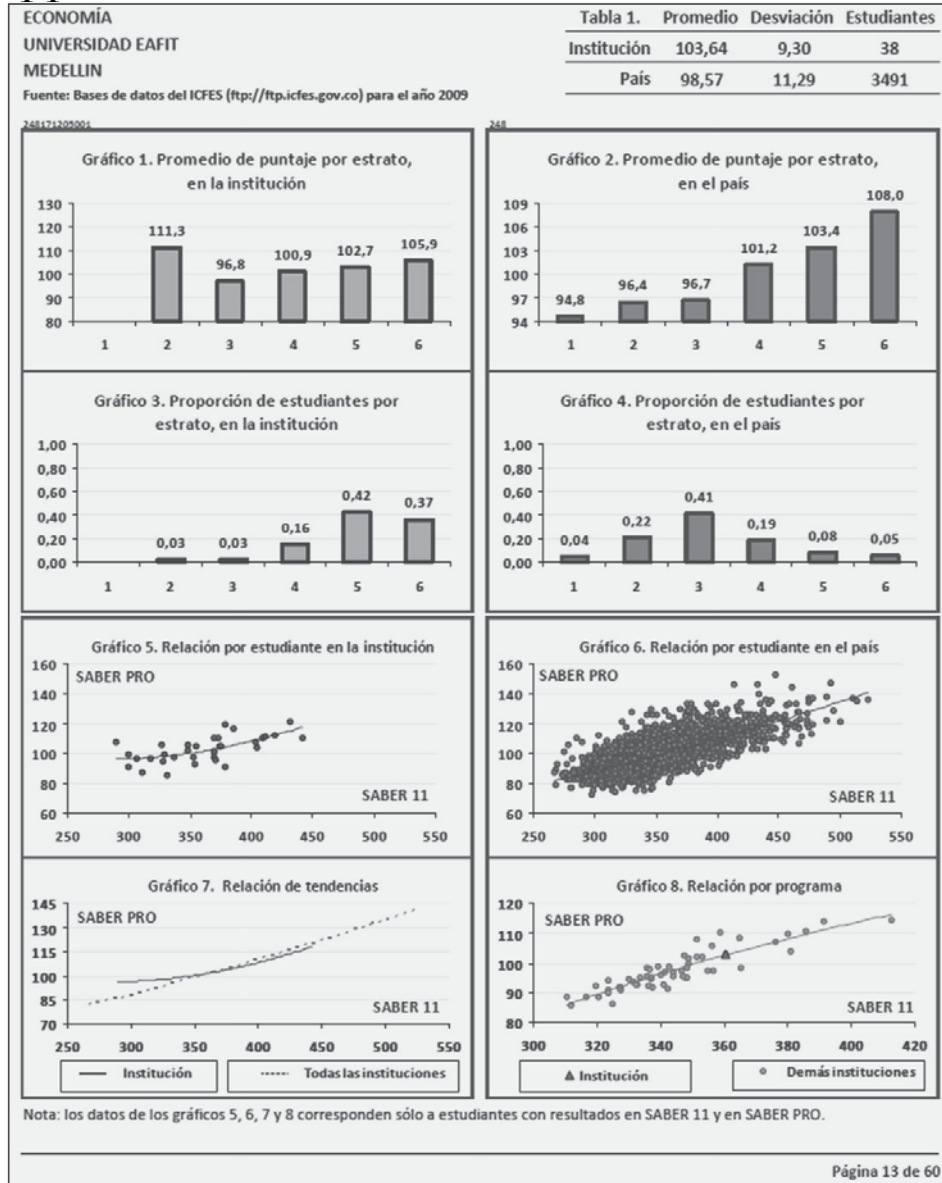 ECONOMÍA
UNIVERSIDAD EAFIT
MEDELLIN
Fuente: Bases de datos del ICFES (ftp://ftp.icfes.gov.co) para el año 2009
Tabla 1. Promedio Desviación Estudiantes
Institución 103,64 9,30 38
País 98,57 11,29 3491
248171205001
248
Gráfico 1. Promedio de puntaje por estrato,
en la institución
130
120
110
100
90
80
111,3
96,8
100,9
102,7
105,9
1 2 3 4 5 6
Gráfico 2. Promedio de puntaje por estrato,
en el país
109
106
103
100
97
94
94,8
96,4
96,7
101,2
103,4
108,0
1 2 3 4 5 6
Gráfico 3. Proporción de estudiantes por
estrato, en la institución
1,00
0,80
0,60
0,40
0,20
0,00
0,03
0,03
0,16
0,42
0,37
1 2 3 4 5 6
Gráfico 4. Proporción de estudiantes por
estrato, en el país
1,00
0,80
0,60
0,40
0,20
0,00
0,04
0,22
0,41
0,19
0,08
0,05
1 2 3 4 5 6
Gráfico 5. Relación por estudiante en la institución
160
140
120
100
80
60
SABER PRO
SABER 11
250 300 350 400 450 500 550
Gráfico 6. Relación por estudiante en el país
160
140
120
100
80
60
SABER PRO
SABER 11
250 300 350 400 450 500 550
Gráfico 7. Relación de tendencias
145
130
115
100
85
70
SABER PRO
SABER 11
250 300 350 400 450 500 550
Institución
Todas las instituciones
Gráfico 8. Relación por programa
120
110
100
90
80
SABER PRO
SABER 11
300 320 340 360 380 400 420
Institución
Demás instituciones
Nota: los datos de los gráficos 5, 6, 7 y 8 corresponden sólo a estudiantes con resultados en SABER 11 y en SABER PRO.
Página 13 de 60